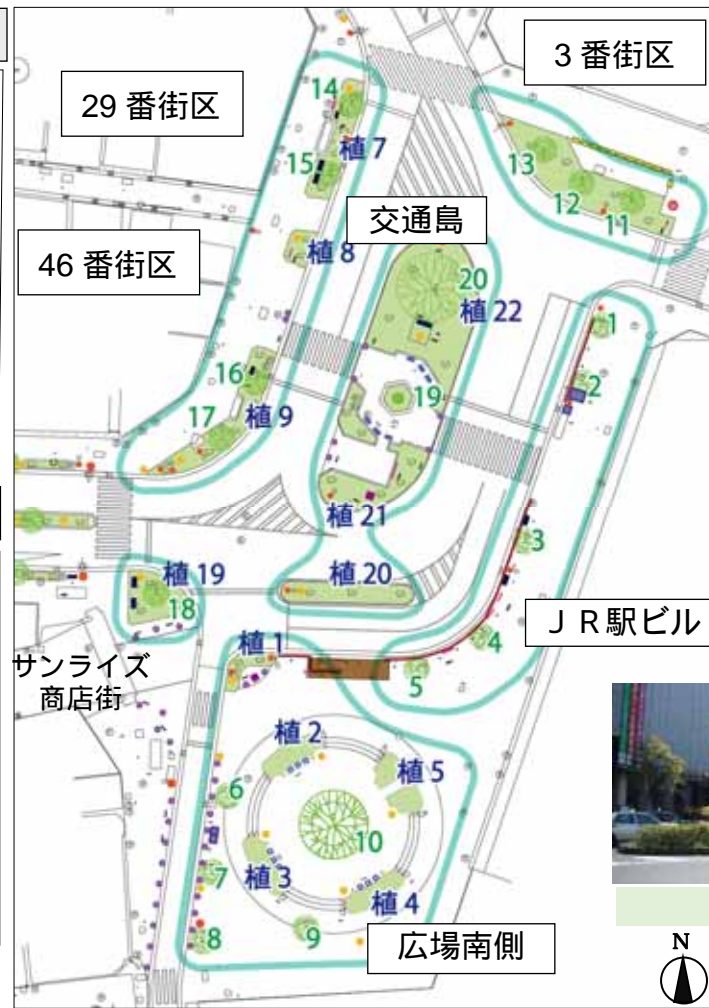 3 番街区
29 番街区
14
植 7
15
13
12
11
交通島
46 番街区
植 8
20
植 22
1
2
16
19
17
植 9
植 21
3
植 19
植 20
18
JR駅ビル
4
サンライズ
商店街
植 1
5
植 2
植 5
6
10
7
植 3
植 4
8
9
広場南側
N